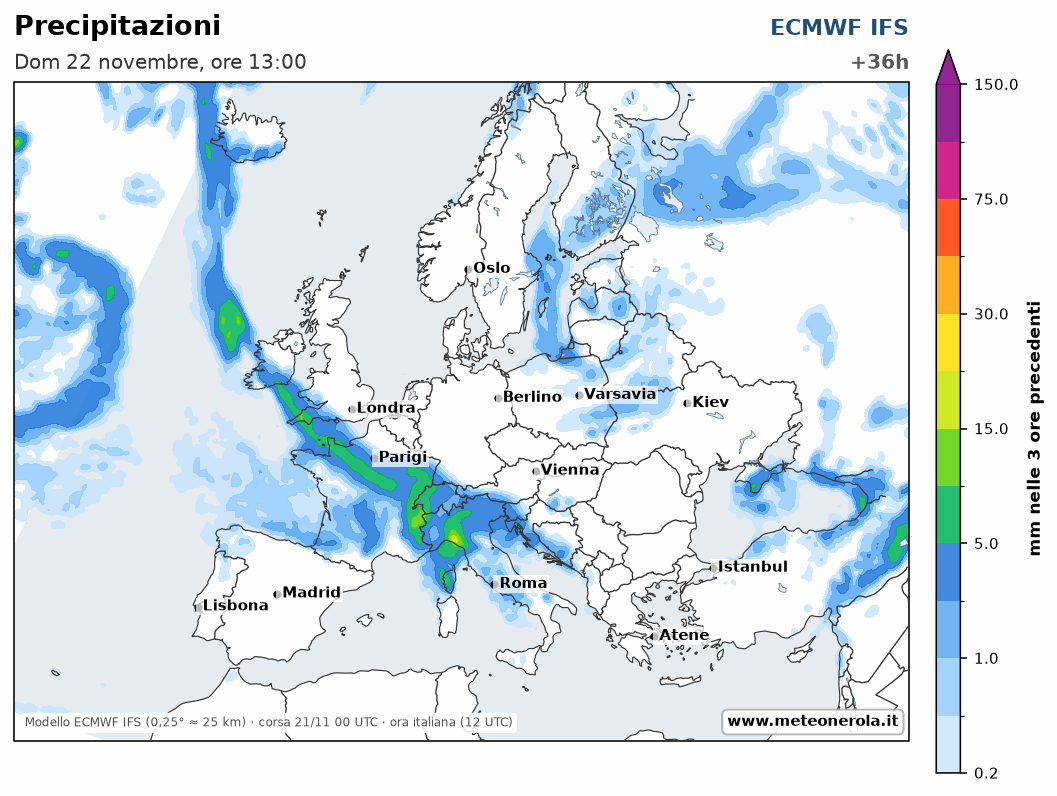 Precipitazioni
ECMWF IFS
Dom 22 novembre, ore 13:00
+36h
150.0
75.0
30.0
15.0
5.0
1.0
0.2
mm nelle 3 ore precedenti
Oslo
Berlino
Varsavia
Kiev
Londra
Parigi
Vienna
Istanbul
Roma
Madrid
Lisbona
Atene
Modello ECMWF IFS (0,25° ≈ 25 km) · corsa 21/11 00 UTC · ora italiana (12 UTC)
www.meteonerola.it